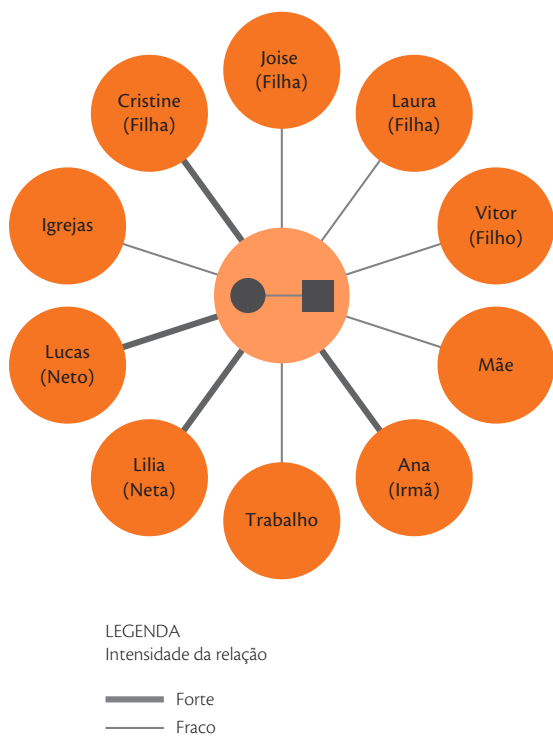 Joise
(Filha)
Cristine
(Filha)
Laura
(Filha)
Igrejas
Vitor
(Filho)
Lucas
(Neto)
Mãe
Lilia
(Neta)
Ana
(Irmã)
Trabalho
LEGENDA
Intensidade da relação
Forte
Fraco